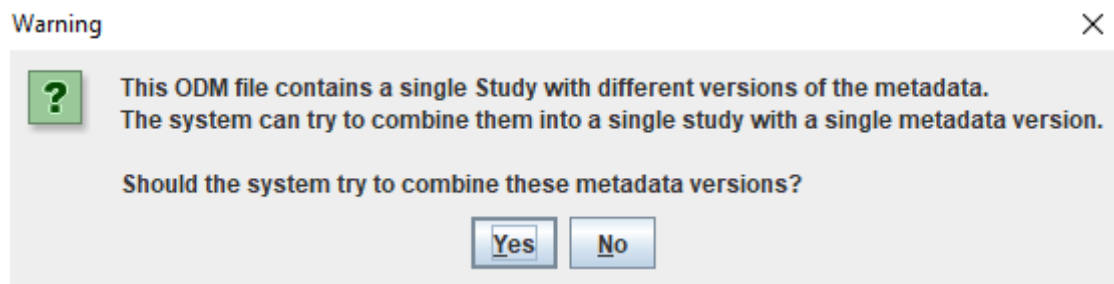 Warning
?
This ODM file contains a single Study with different versions of the metadata.
The system can try to combine them into a single study with a single metadata version.
Should the system try to combine these metadata versions?
Yes No